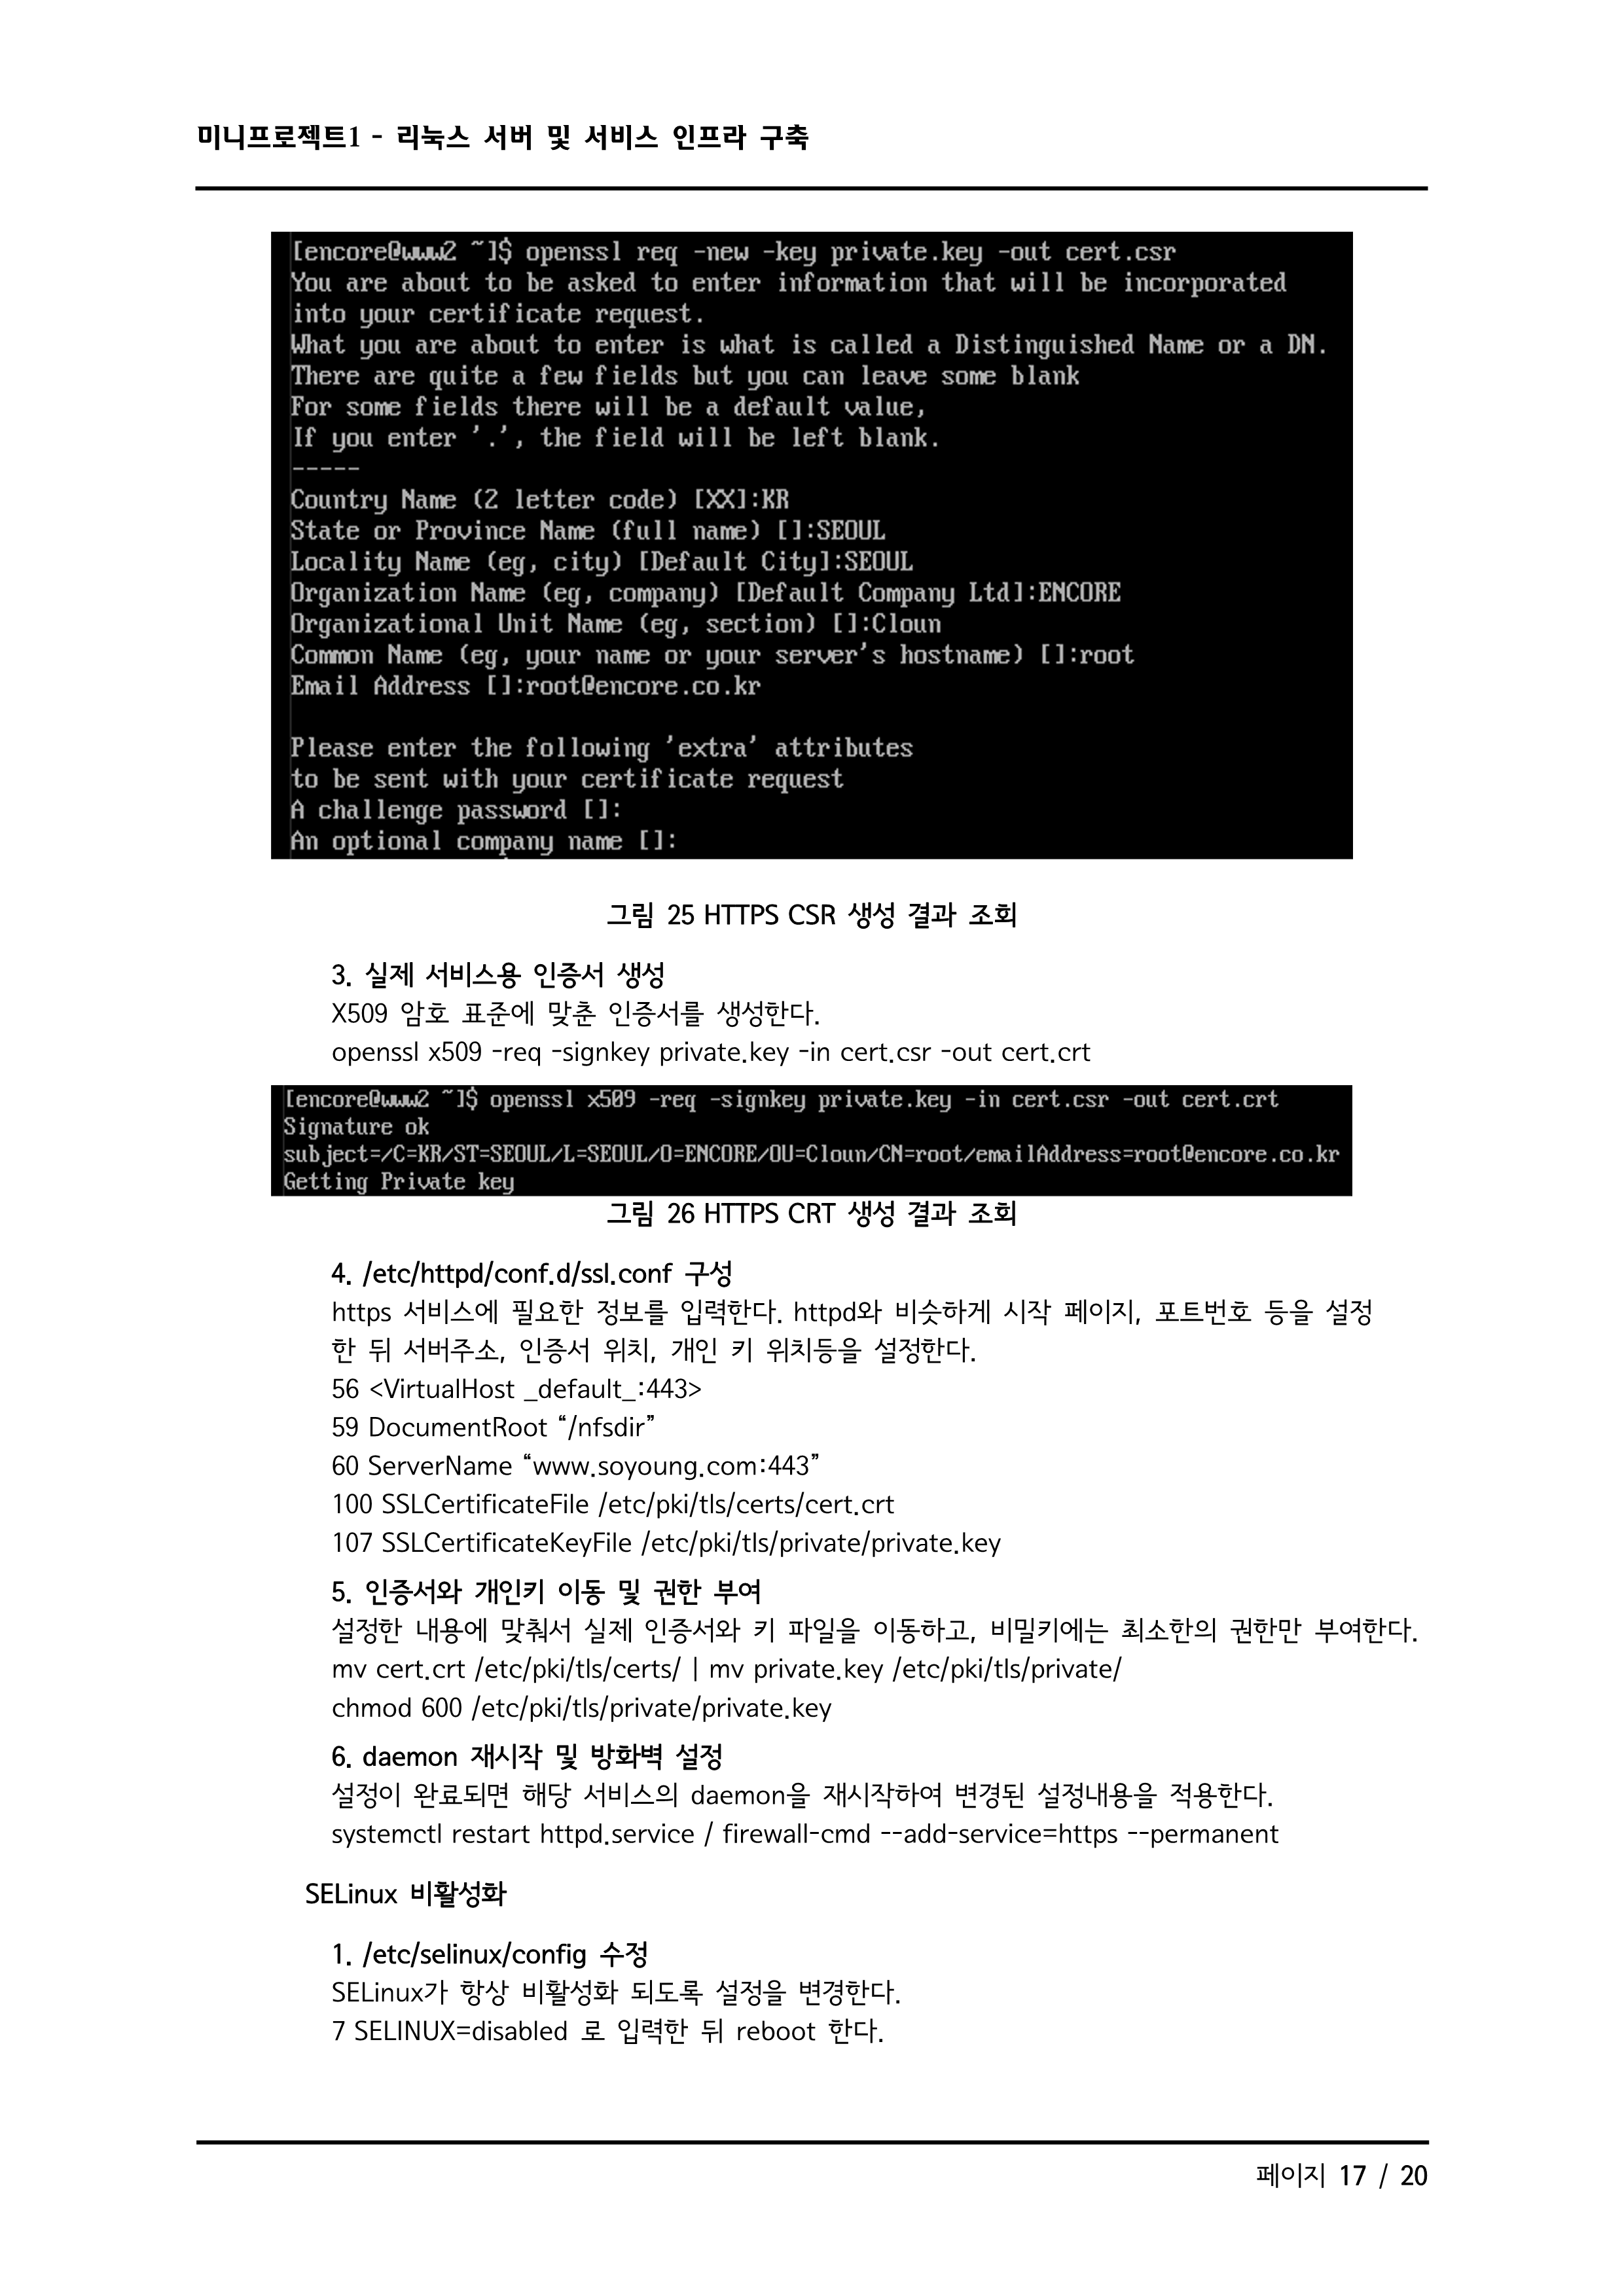 미니프로젝트1 - 리눅스 서버 및 서비스 인프라 구축
[encore@www2 ~]$ openssl req -new -key private.key -out cert.csr
You are about to be asked to enter information that will be incorporated
into your certificate request.
What you are about to enter is what is called a Distinguished Name or a DN.
There are quite a few fields but you can leave some blank
For some fields there will be a default value,
If you enter '.', the field will be left blank.
-----
Country Name (2 letter code) [XX]:KR
State or Province Name (full name) []:SEOUL
Locality Name (eg, city) [Default City]:SEOUL
Organization Name (eg, company) [Default Company Ltd]:ENCORE
Organizational Unit Name (eg, section) []:Cloun
Common Name (eg, your name or your server's hostname) []:root
Email Address []:root@encore.co.kr
Please enter the following 'extra' attributes
to be sent with your certificate request
A challenge password []:
An optional company name []:
그림 25 HTTPS CSR 생성 결과 조회
3. 실제 서비스용 인증서 생성
X509 암호 표준에 맞춘 인증서를 생성한다.
openssl x509 -req -signkey private.key -in cert.csr -out cert.crt
[encore@www2 ~]$ openssl x509 -req -signkey private.key -in cert.csr -out cert.crt
Signature ok
subject=/C=KR/ST=SEOUL/L=SEOUL/O=ENCORE/OU=Cloun/CN=root/emailAddress=root@encore.co.kr
Getting Private key
그림 26 HTTPS CRT 생성 결과 조회
4. /etc/httpd/conf.d/ssl.conf 구성
https 서비스에 필요한 정보를 입력한다. httpd와 비슷하게 시작 페이지, 포트번호 등을 설정
한 뒤 서버주소, 인증서 위치, 개인 키 위치등을 설정한다.
56 <VirtualHost _default_:443>
59 DocumentRoot “/nfsdir”
60 ServerName “www.soyoung.com:443”
100 SSLCertificateFile /etc/pki/tls/certs/cert.crt
107 SSLCertificateKeyFile /etc/pki/tls/private/private.key
5. 인증서와 개인키 이동 및 권한 부여
설정한 내용에 맞춰서 실제 인증서와 키 파일을 이동하고, 비밀키에는 최소한의 권한만 부여한다.
mv cert.crt /etc/pki/tls/certs/ | mv private.key /etc/pki/tls/private/
chmod 600 /etc/pki/tls/private/private.key
6. daemon 재시작 및 방화벽 설정
설정이 완료되면 해당 서비스의 daemon을 재시작하여 변경된 설정내용을 적용한다.
systemctl restart httpd.service / firewall-cmd --add-service=https --permanent
SELinux 비활성화
1. /etc/selinux/config 수정
SELinux가 항상 비활성화 되도록 설정을 변경한다.
7 SELINUX=disabled 로 입력한 뒤 reboot 한다.
페이지 17 / 20